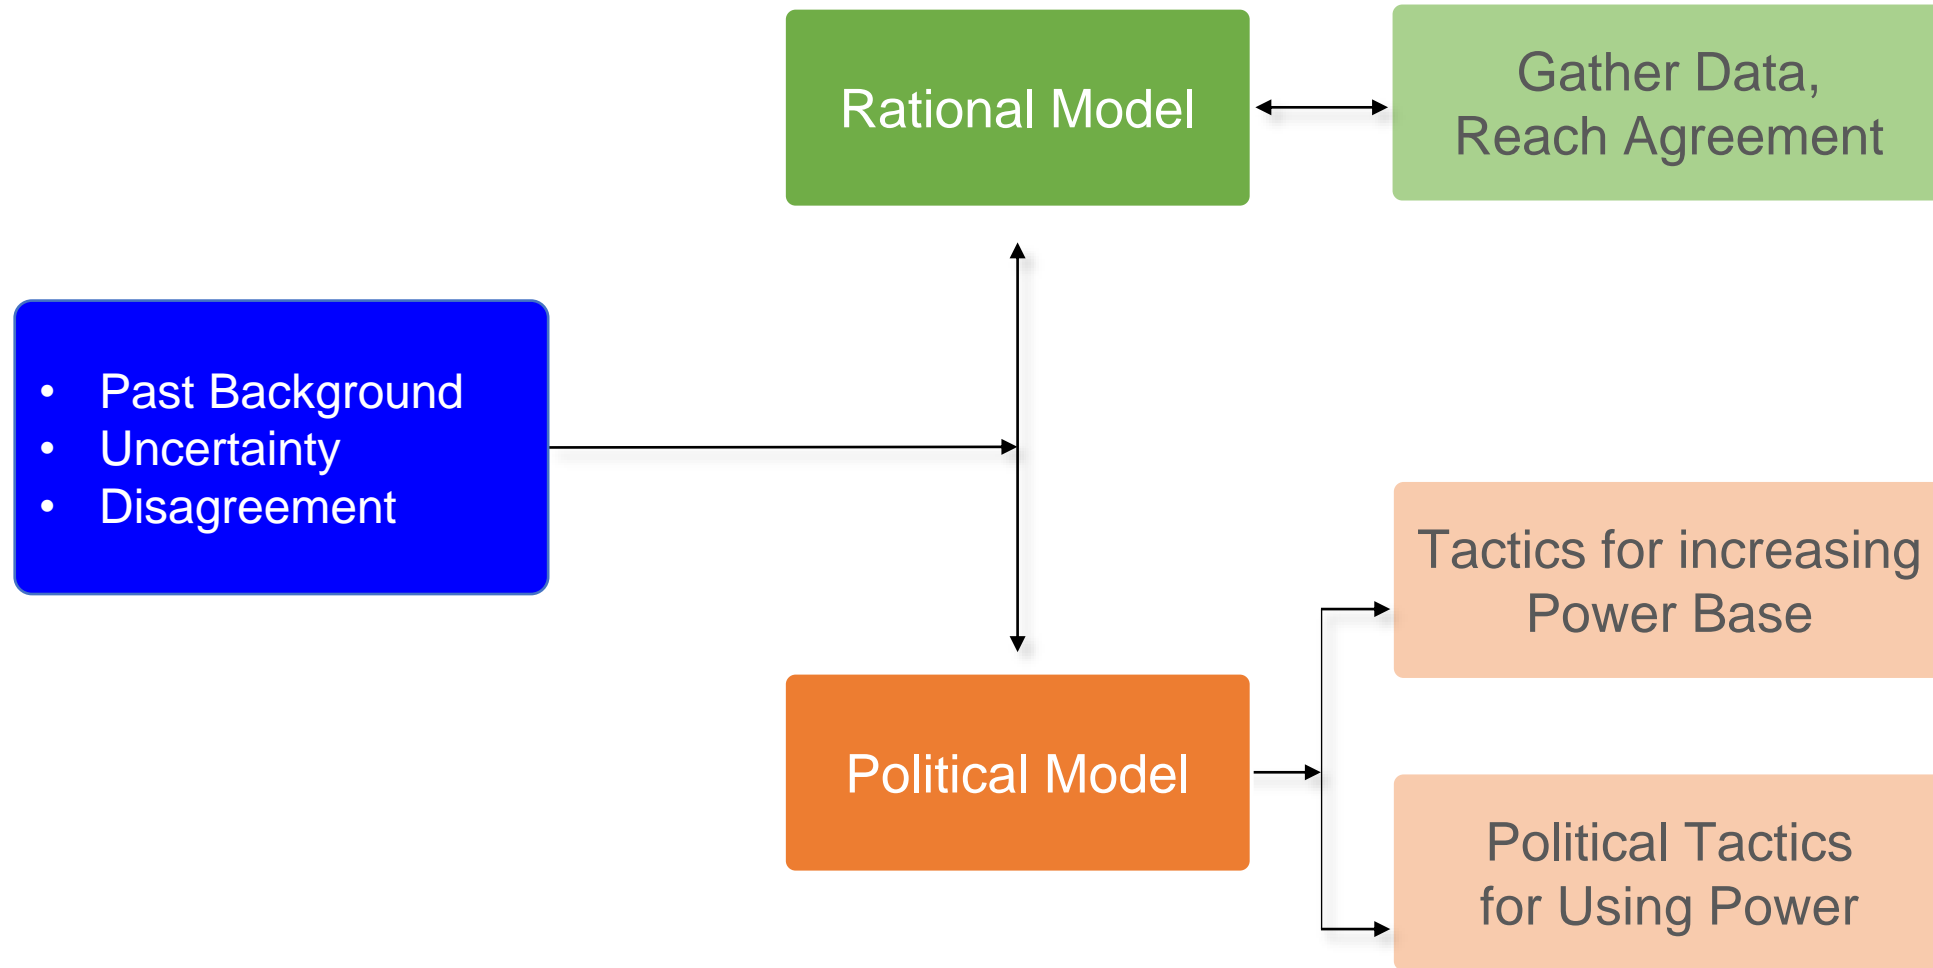 Rational Model
Gather Data,
Reach Agreement
• Past Background
• Uncertainty
• Disagreement
Tactics for increasing
Power Base
Political Model
Political Tactics
for Using Power